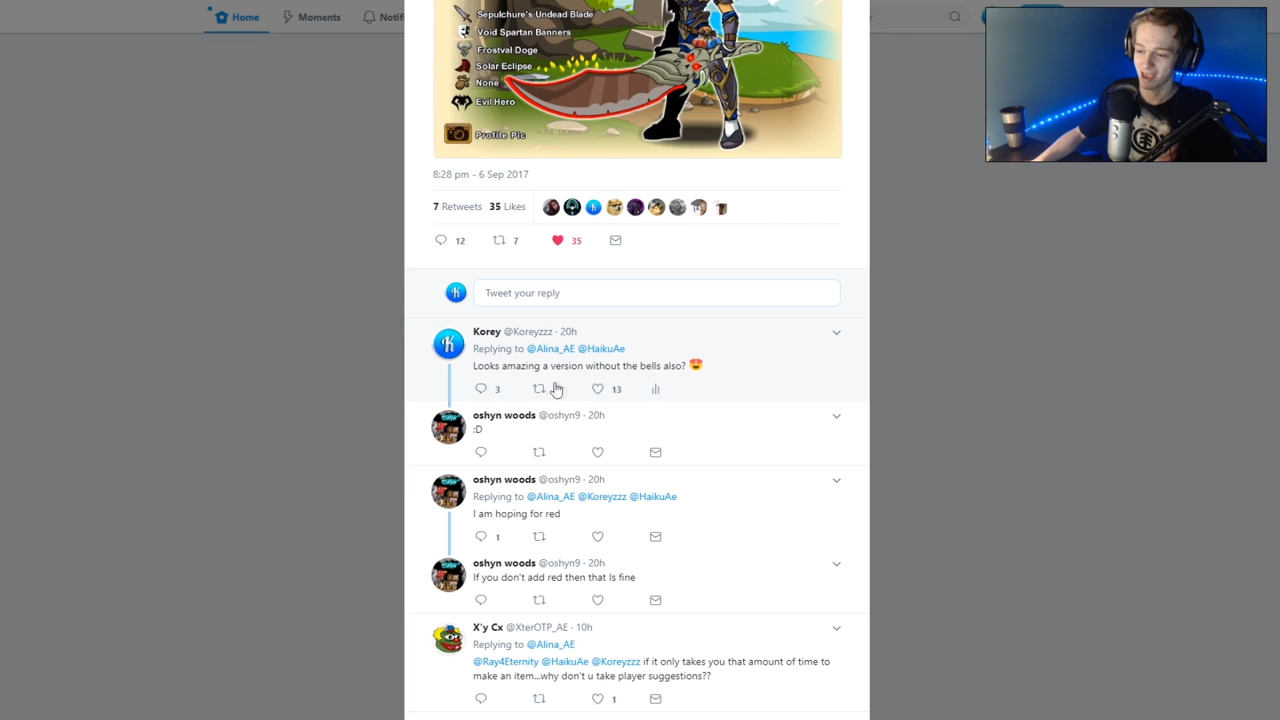 Home Moments
Sepulchure's Undead Blade
Void Spartan Banners
Frostval Doge
Solar Eclipse
None
Evil Hero
Profile Pic
8:28 pm - 6 Sep 2017
7 Retweets 35 Likes
12 7 35
Tweet your reply
Korey @Koreyzzz · 20h
Replying to @Alina_AE @HaikuAe
Looks amazing a version without the bells also? 😍
3 13
oshyn woods @oshyn9 · 20h
:D
oshyn woods @oshyn9 · 20h
Replying to @Alina_AE @Koreyzzz @HaikuAe
I am hoping for red
1
oshyn woods @oshyn9 · 20h
If you don't add red then that Is fine
X'y Cx @XterOTP_AE · 10h
Replying to @Alina_AE
@Ray4Eternity @HaikuAe @Koreyzzz if it only takes you that amount of time to
make an item...why don't u take player suggestions??
1